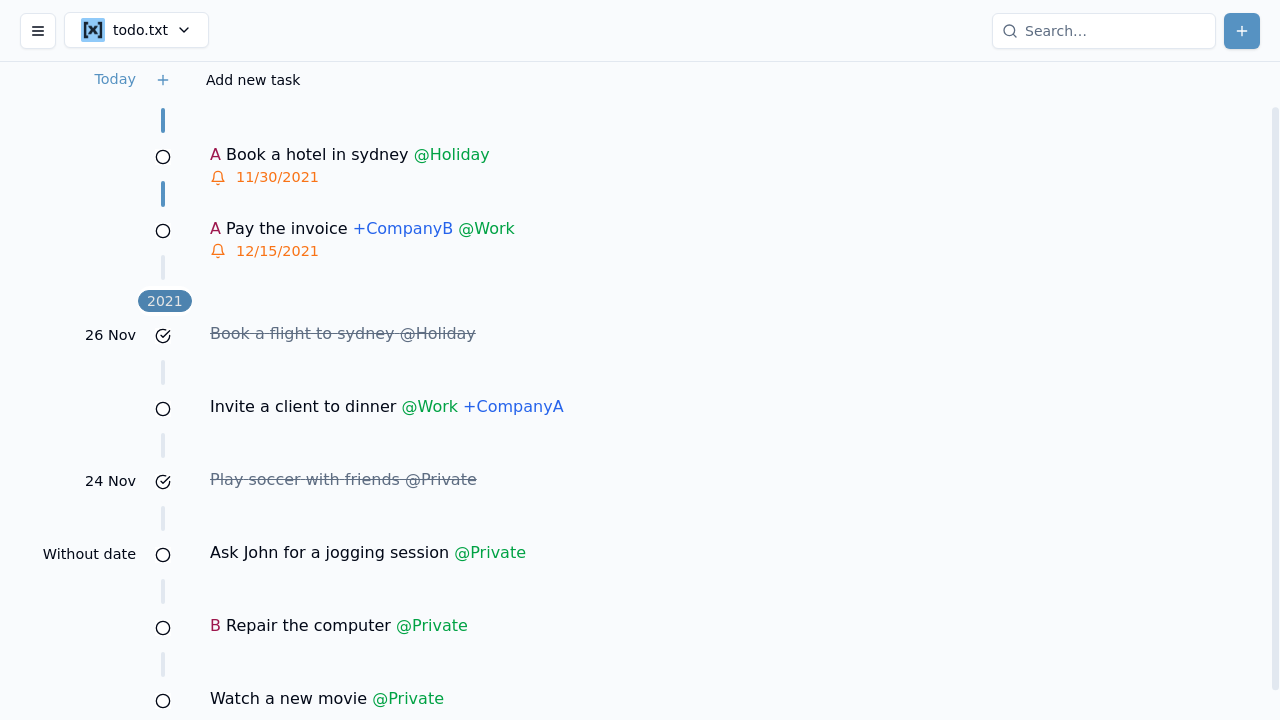 [x] todo.txt
Search...
Today
Add new task
A Book a hotel in sydney @Holiday
11/30/2021
A Pay the invoice +CompanyB @Work
12/15/2021
2021
26 Nov
Book a flight to sydney @Holiday
Invite a client to dinner @Work +CompanyA
24 Nov
Play soccer with friends @Private
Without date
Ask John for a jogging session @Private
B Repair the computer @Private
Watch a new movie @Private